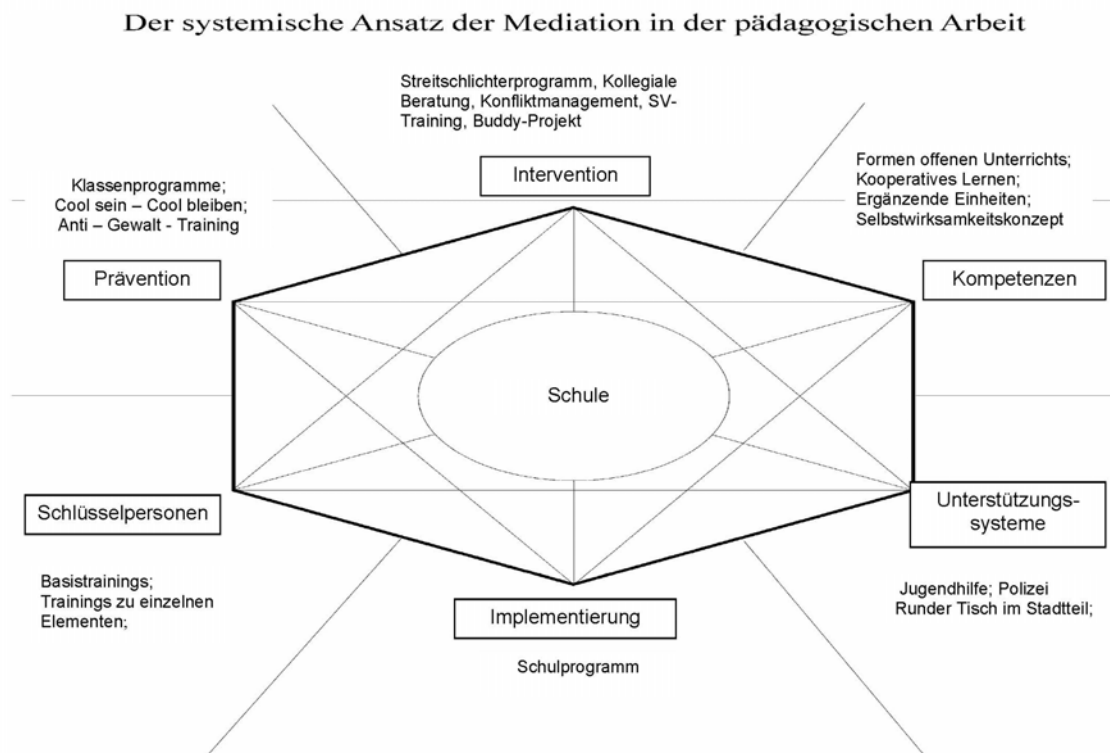 Der systemische Ansatz der Mediation in der pädagogischen Arbeit
Streitschlichterprogramm, Kollegiale
Beratung, Konfliktmanagement, SV-
Training, Buddy-Projekt
Intervention
Formen offenen Unterrichts;
Kooperatives Lernen;
Ergänzende Einheiten;
Selbstwirksamkeitskonzept
Klassenprogramme;
Cool sein – Cool bleiben;
Anti – Gewalt - Training
Prävention
Kompetenzen
Schule
Schlüsselpersonen
Unterstützungs-
systeme
Basistrainings;
Trainings zu einzelnen
Elementen;
Implementierung
Jugendhilfe; Polizei
Runder Tisch im Stadtteil;
Schulprogramm